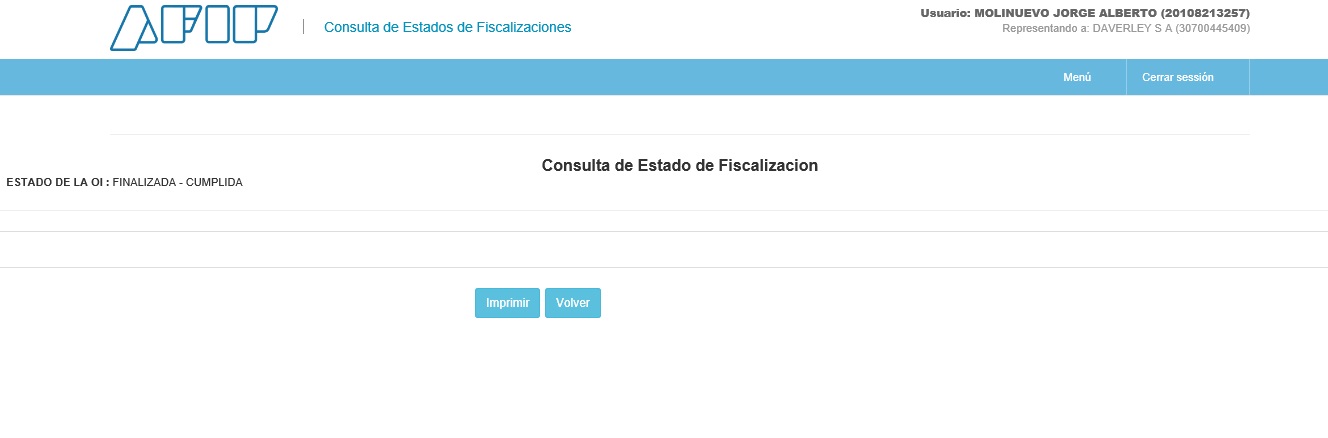 AFIP
Consulta de Estados de Fiscalizaciones
Usuario: MOLINUEVO JORGE ALBERTO (20108213257)
Representando a: DAVERLEY S A (30700445409)
Menú
Cerrar sessión
Consulta de Estado de Fiscalizacion
ESTADO DE LA OI : FINALIZADA - CUMPLIDA
Imprimir
Volver